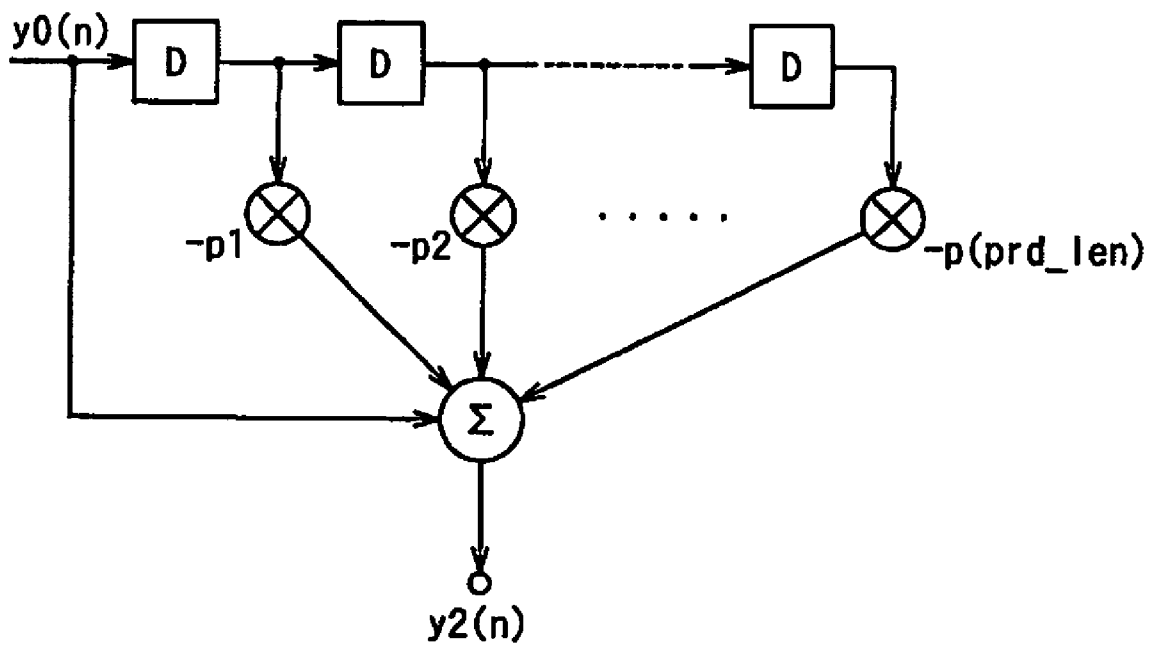 y0(n)
D
D
D
-p1
-p2
.....
-p(prd_len)
Σ
y2(n)